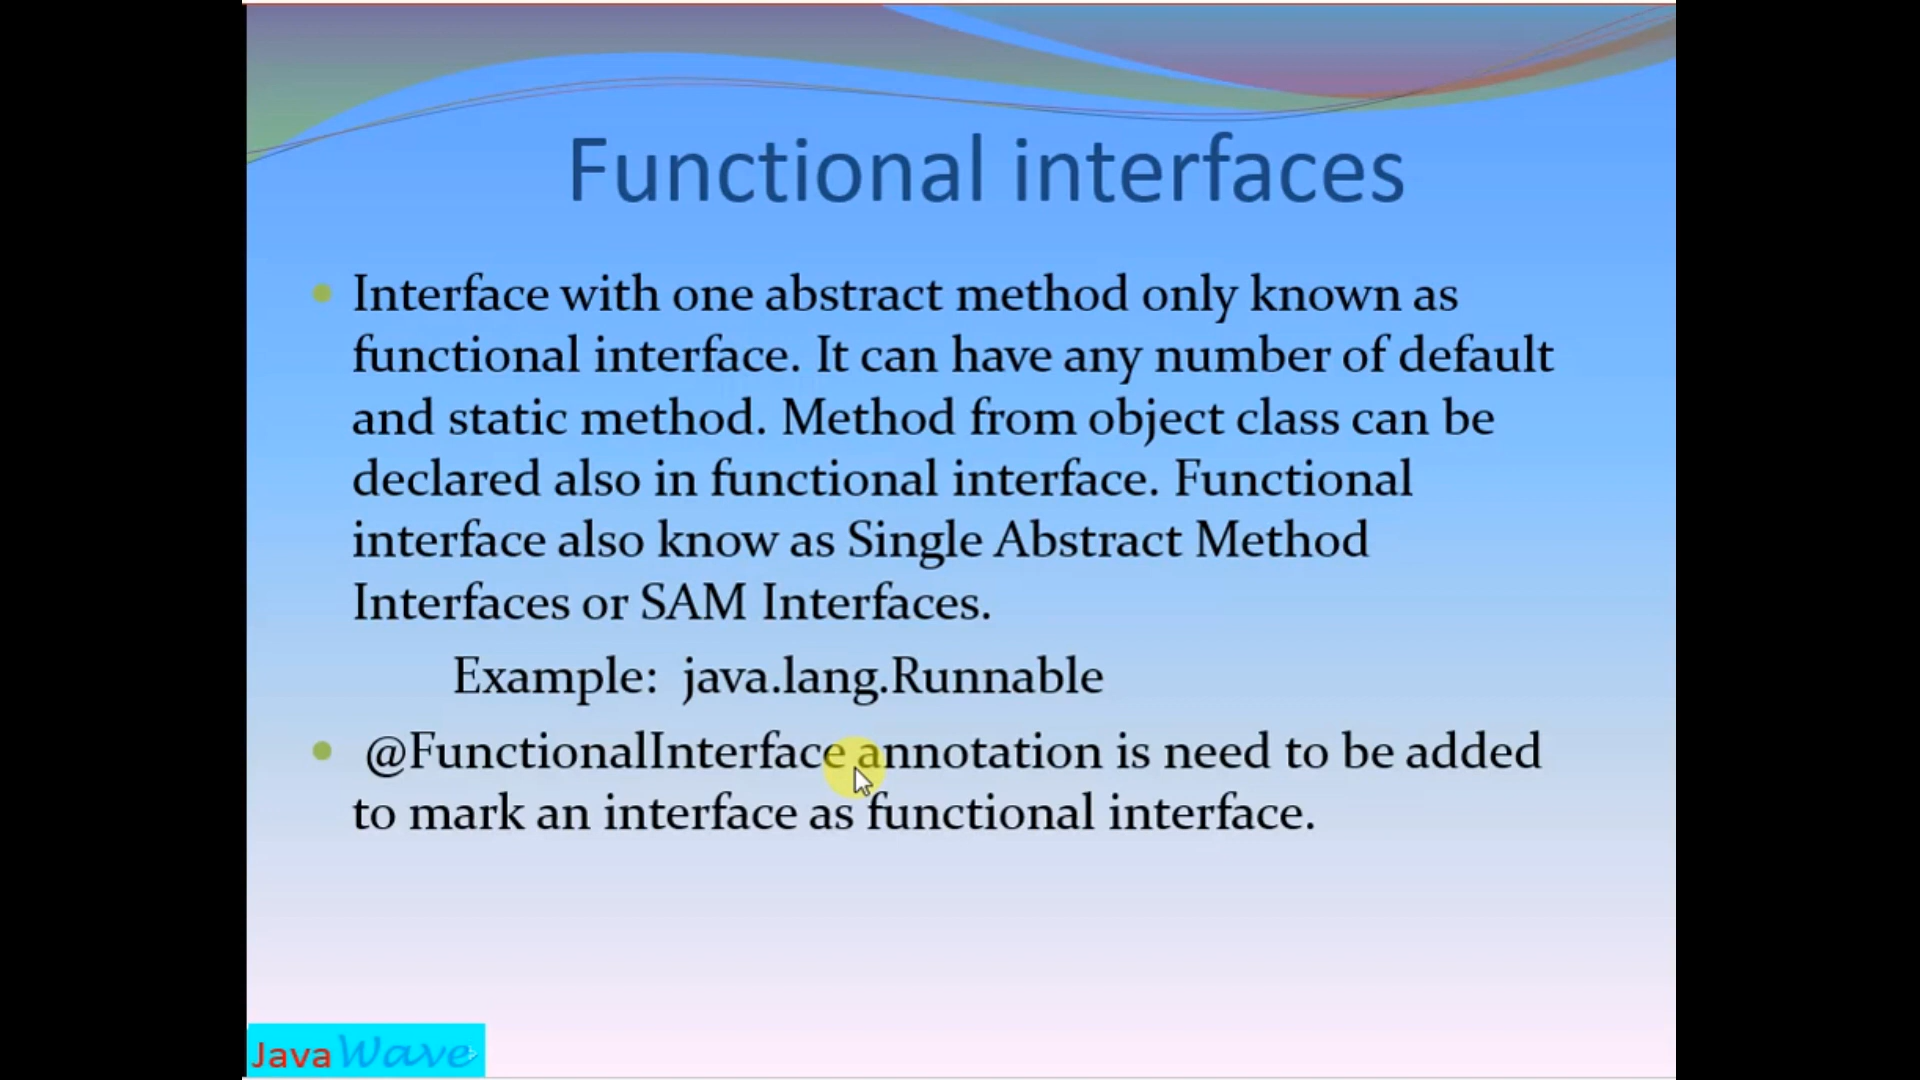 Functional interfaces
Interface with one abstract method only known as
functional interface. It can have any number of default
and static method. Method from object class can be
declared also in functional interface. Functional
interface also know as Single Abstract Method
Interfaces or SAM Interfaces.
Example: java.lang.Runnable
@FunctionalInterface annotation is need to be added
to mark an interface as functional interface.
Java Wave